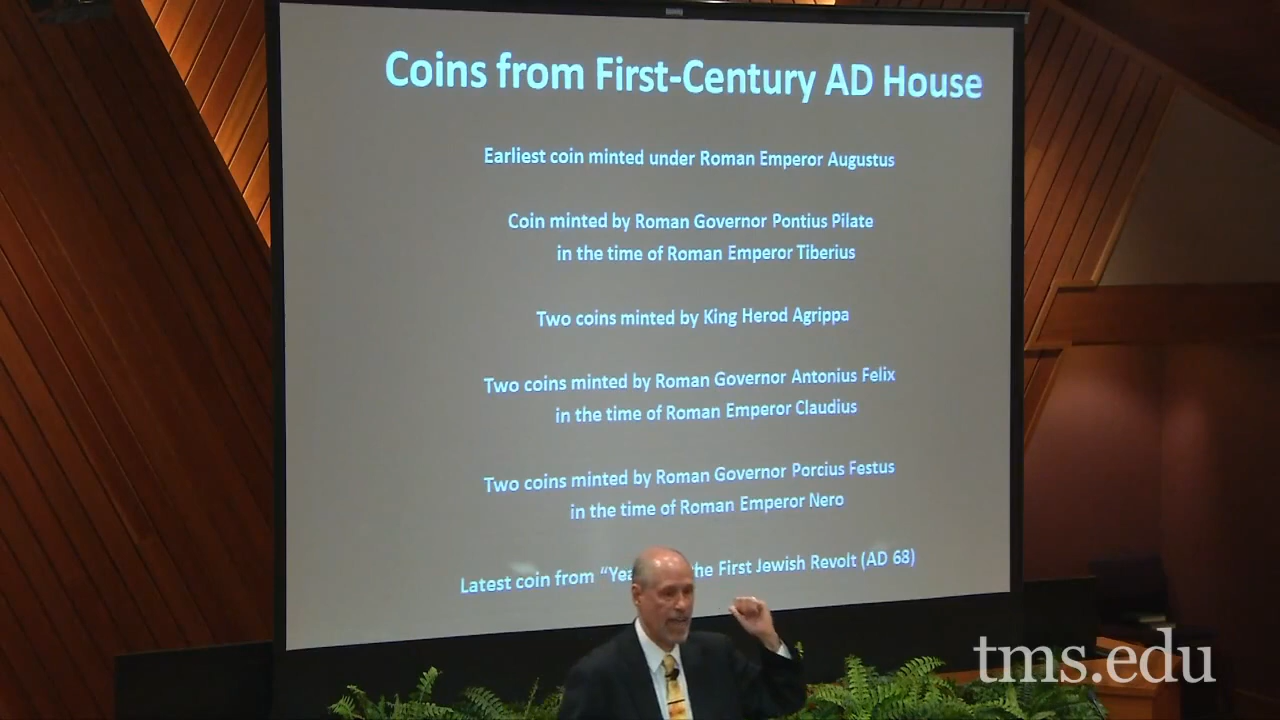 Coins from First-Century AD House
Earliest coin minted under Roman Emperor Augustus
Coin minted by Roman Governor Pontius Pilate
in the time of Roman Emperor Tiberius
Two coins minted by King Herod Agrippa
Two coins minted by Roman Governor Antonius Felix
in the time of Roman Emperor Claudius
Two coins minted by Roman Governor Porcius Festus
in the time of Roman Emperor Nero
Latest coin from the First Jewish Revolt (AD 68)
tms.edu